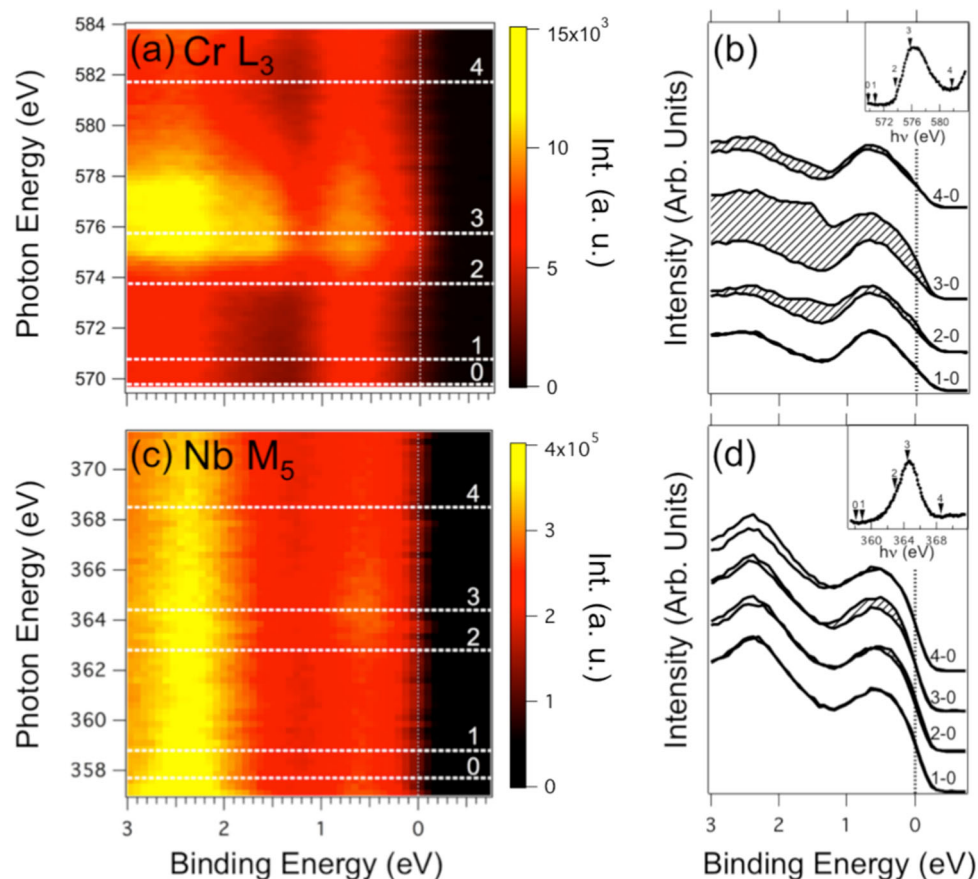 584
582
580
578
576
574
572
570
Photon Energy (eV)
(a) Cr L3
4
3
2
1
0
15x10^3
10
5
0
Int. (a. u.)
(b)
Intensity (Arb. Units)
3
2
0 1
4
572 576 580
hν (eV)
4-0
3-0
2-0
1-0
370
368
366
364
362
360
358
Photon Energy (eV)
(c) Nb M5
4
3
2
1
0
3 2 1 0
Binding Energy (eV)
4x10^5
3
2
1
0
Int. (a. u.)
(d)
Intensity (Arb. Units)
3
2
0 1
4
360 364 368
hν (eV)
4-0
3-0
2-0
1-0
3 2 1 0
Binding Energy (eV)